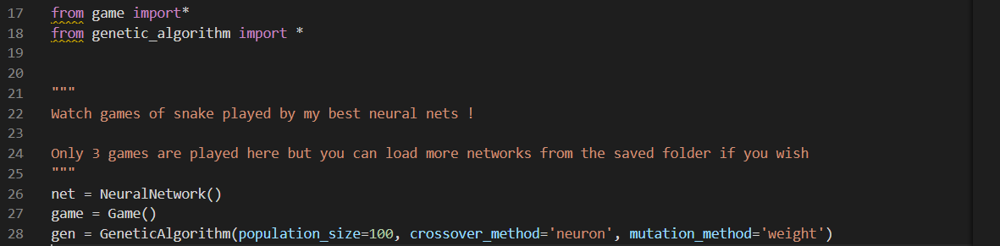 17 from game import*
18 from genetic_algorithm import *
19
20
21 """
22 Watch games of snake played by my best neural nets !
23
24 Only 3 games are played here but you can load more networks from the saved folder if you wish
25 """
26 net = NeuralNetwork()
27 game = Game()
28 gen = GeneticAlgorithm(population_size=100, crossover_method='neuron', mutation_method='weight')